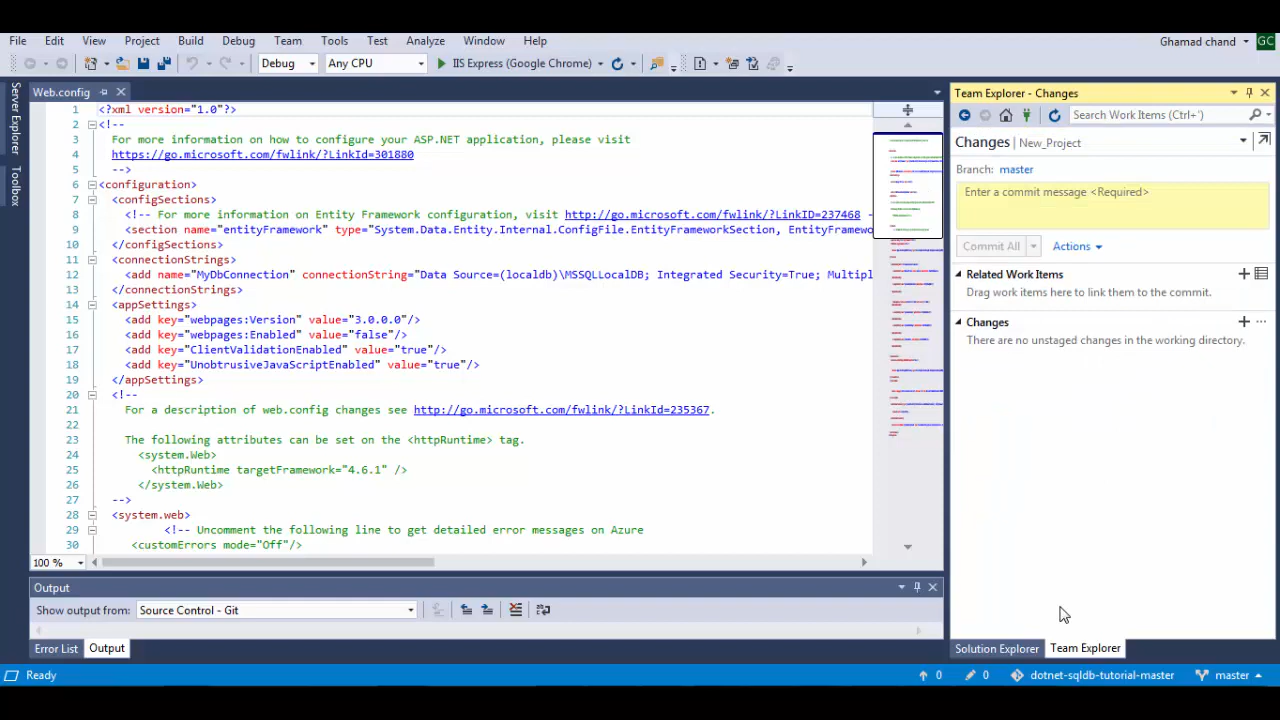 File Edit View Project Build Debug Team Tools Test Analyze Window Help Ghamad chand GC
Debug Any CPU IIS Express (Google Chrome)
Server Explorer
Toolbox
Web.config
1 <?xml version="1.0"?>
2 <!--
3 For more information on how to configure your ASP.NET application, please visit
4 https://go.microsoft.com/fwlink/?LinkId=301880
5 -->
6 <configuration>
7 <configSections>
8 <!-- For more information on Entity Framework configuration, visit http://go.microsoft.com/fwlink/?LinkID=237468 -
9 <section name="entityFramework" type="System.Data.Entity.Internal.ConfigFile.EntityFrameworkSection, EntityFramewo
10 </configSections>
11 <connectionStrings>
12 <add name="MyDbConnection" connectionString="Data Source=(localdb)\MSSQLLocalDB; Integrated Security=True; Multipl
13 </connectionStrings>
14 <appSettings>
15 <add key="webpages:Version" value="3.0.0.0"/>
16 <add key="webpages:Enabled" value="false"/>
17 <add key="ClientValidationEnabled" value="true"/>
18 <add key="UnobtrusiveJavaScriptEnabled" value="true"/>
19 </appSettings>
20 <!--
21 For a description of web.config changes see http://go.microsoft.com/fwlink/?LinkId=235367.
22
23 The following attributes can be set on the <httpRuntime> tag.
24 <system.Web>
25 <httpRuntime targetFramework="4.6.1" />
26 </system.Web>
27 -->
28 <system.web>
29 <!-- Uncomment the following line to get detailed error messages on Azure
30 <customErrors mode="Off"/>
100 %
Output
Show output from: Source Control - Git
Error List Output
Team Explorer - Changes
Search Work Items (Ctrl+')
Changes | New_Project
Branch: master
Enter a commit message <Required>
Commit All Actions
Related Work Items
Drag work items here to link them to the commit.
Changes
There are no unstaged changes in the working directory.
Solution Explorer Team Explorer
Ready 0 0 dotnet-sqldb-tutorial-master master